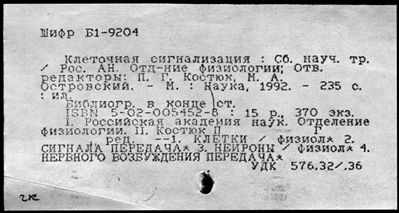 Шифр Б1-9204
Клеточная сигнализация : Сб. науч. тр.
/ Рос. АН. Отд-ние физиологии; Отв.
редакторы: П. Г. Костюк, М. А.
Островский. - М. : Наука, 1992. - 235 с.
: ил.
Библиогр. в конце ст.
ISBN 5-02-005452-8 : 15 р. 370 экз.
I. Российская академия наук. Отделение
физиологии. II. Костюк П Г
ред. --1. КЛЕТКИ / физиол* 2.
СИГНАЛА ПЕРЕДАЧА* 3. НЕЙРОНЫ / физиол* 4.
НЕРВНОГО ВОЗБУЖДЕНИЯ ПЕРЕДАЧА*
УДК 576.32/.36
гк